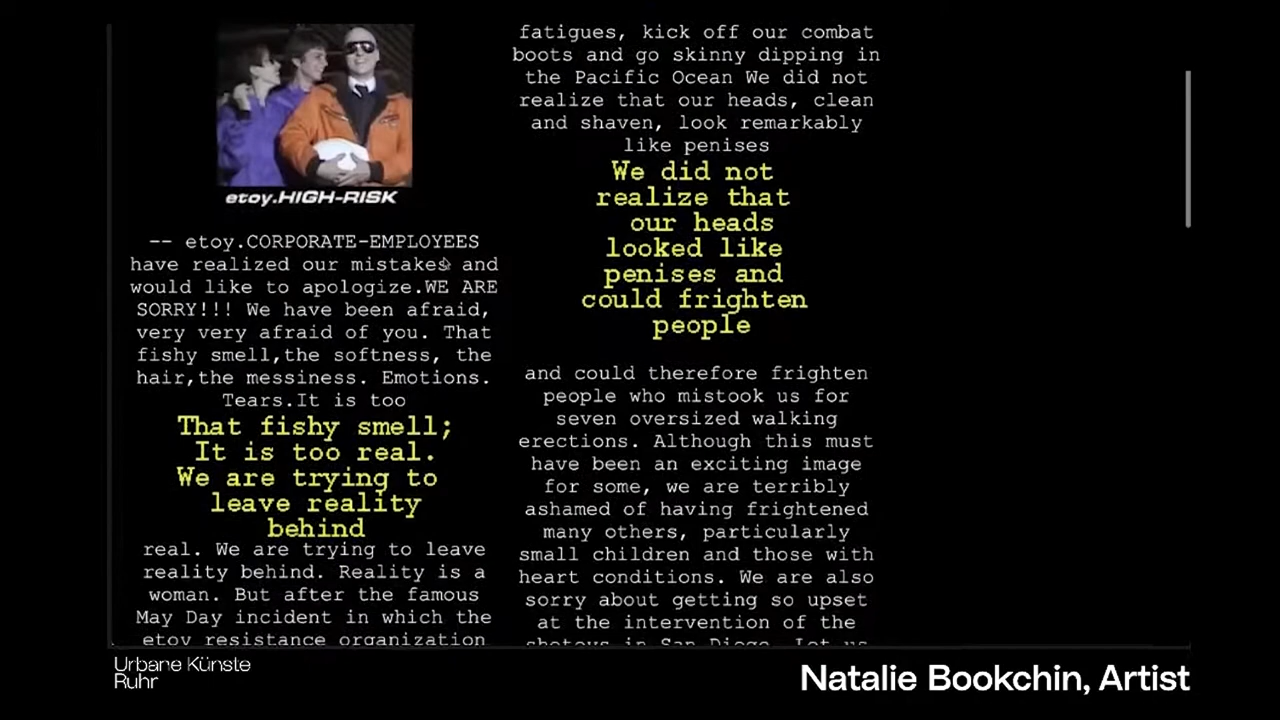 etoy.HIGH-RISK
-- etoy.CORPORATE-EMPLOYEES
have realized our mistakes and
would like to apologize.WE ARE
SORRY!!! We have been afraid,
very very afraid of you. That
fishy smell,the softness, the
hair,the messiness. Emotions.
Tears.It is too
That fishy smell;
It is too real.
We are trying to
leave reality
behind
real. We are trying to leave
reality behind. Reality is a
woman. But after the famous
May Day incident in which the
etoy resistance organization
fatigues, kick off our combat
boots and go skinny dipping in
the Pacific Ocean We did not
realize that our heads, clean
and shaven, look remarkably
like penises
We did not
realize that
our heads
looked like
penises and
could frighten
people
and could therefore frighten
people who mistook us for
seven oversized walking
erections. Although this must
have been an exciting image
for some, we are terribly
ashamed of having frightened
many others, particularly
small children and those with
heart conditions. We are also
sorry about getting so upset
at the intervention of the
shetoys in San Diego. Let us
Urbane Künste
Ruhr
Natalie Bookchin, Artist